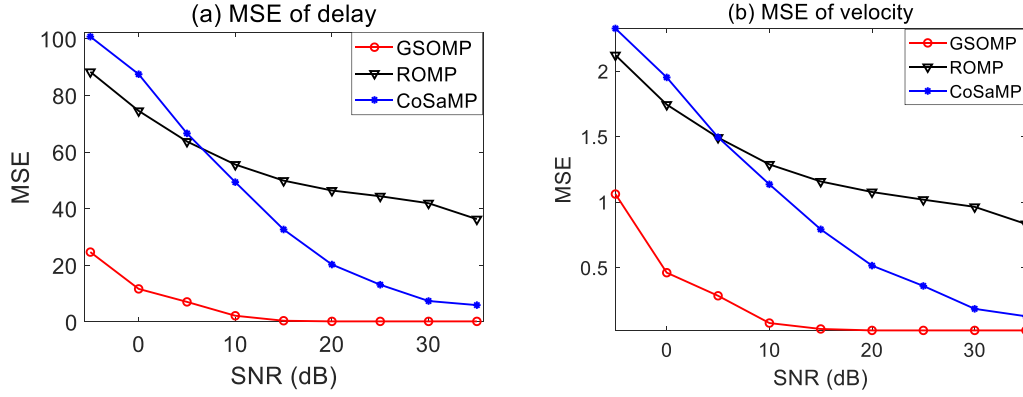 (a) MSE of delay
MSE
100
80
60
40
20
0
0
10
20
30
SNR (dB)
GSOMP
ROMP
CoSaMP
(b) MSE of velocity
MSE
2
1.5
1
0.5
0
10
20
30
SNR (dB)
GSOMP
ROMP
CoSaMP